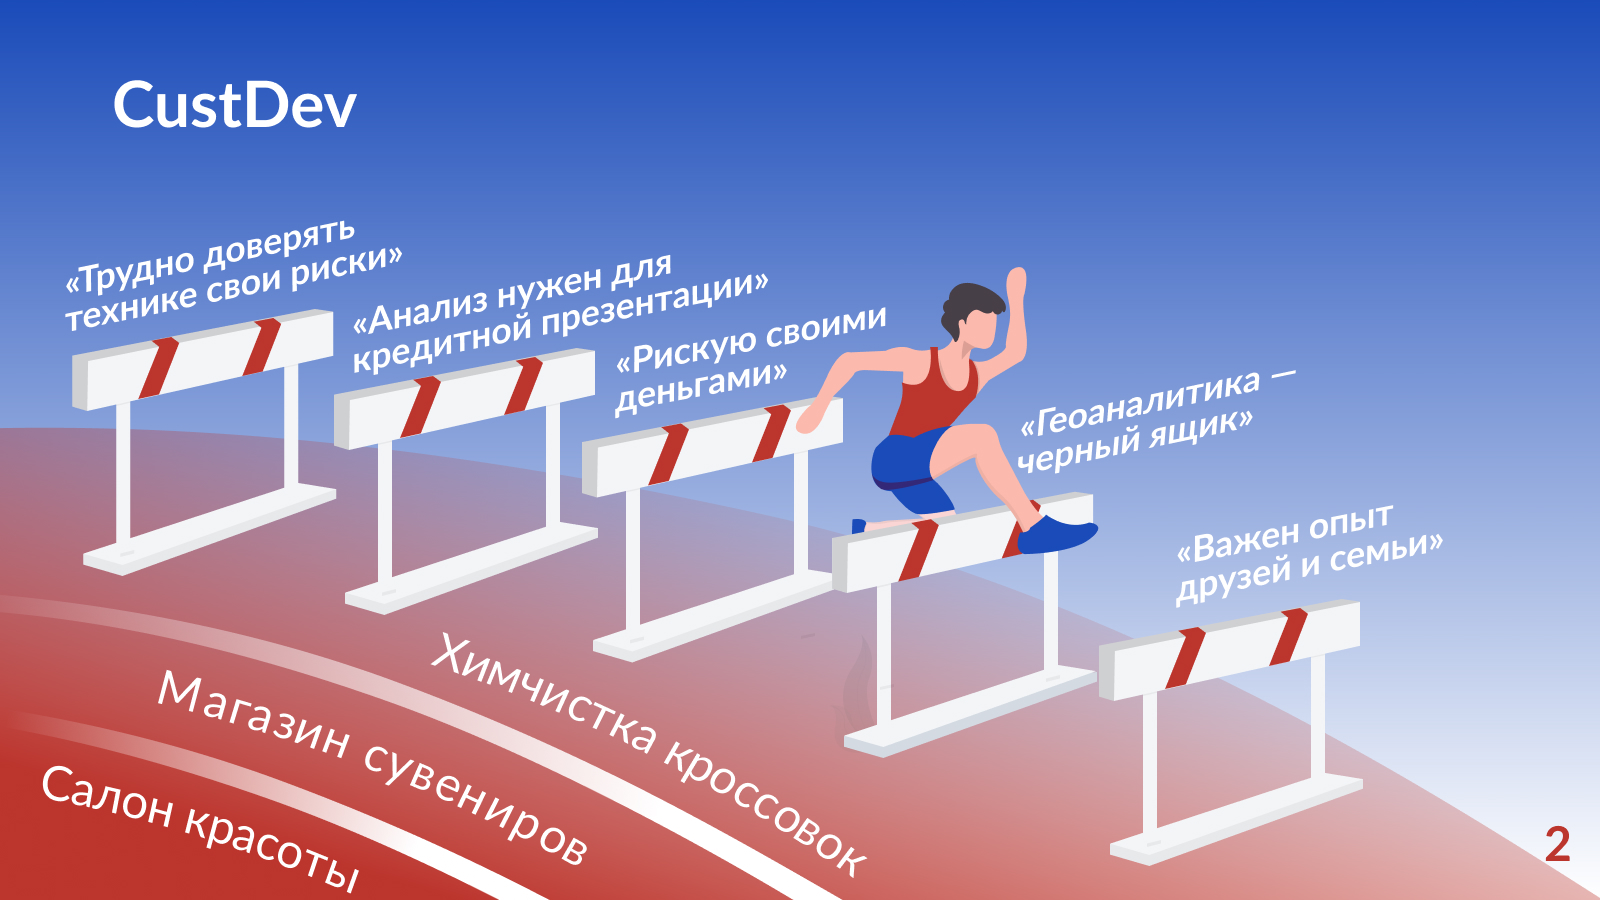 CustDev
«Трудно доверять
технике свои риски»
«Анализ нужен для
кредитной презентации»
«Рискую своими
деньгами»
«Геоаналитика —
черный ящик»
«Важен опыт
друзей и семьи»
Химчистка кроссовок
Магазин сувениров
Салон красоты
2